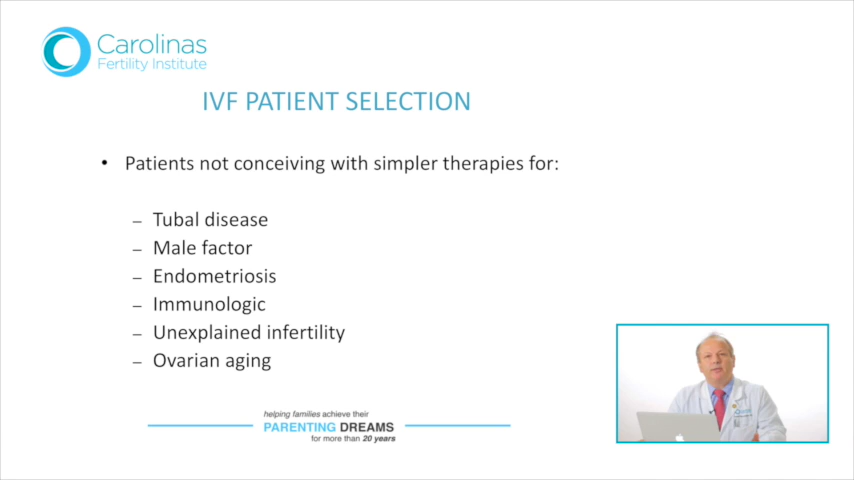 Carolinas
Fertility Institute
IVF PATIENT SELECTION
• Patients not conceiving with simpler therapies for:
– Tubal disease
– Male factor
– Endometriosis
– Immunologic
– Unexplained infertility
– Ovarian aging
helping families achieve their
PARENTING DREAMS
for more than 20 years